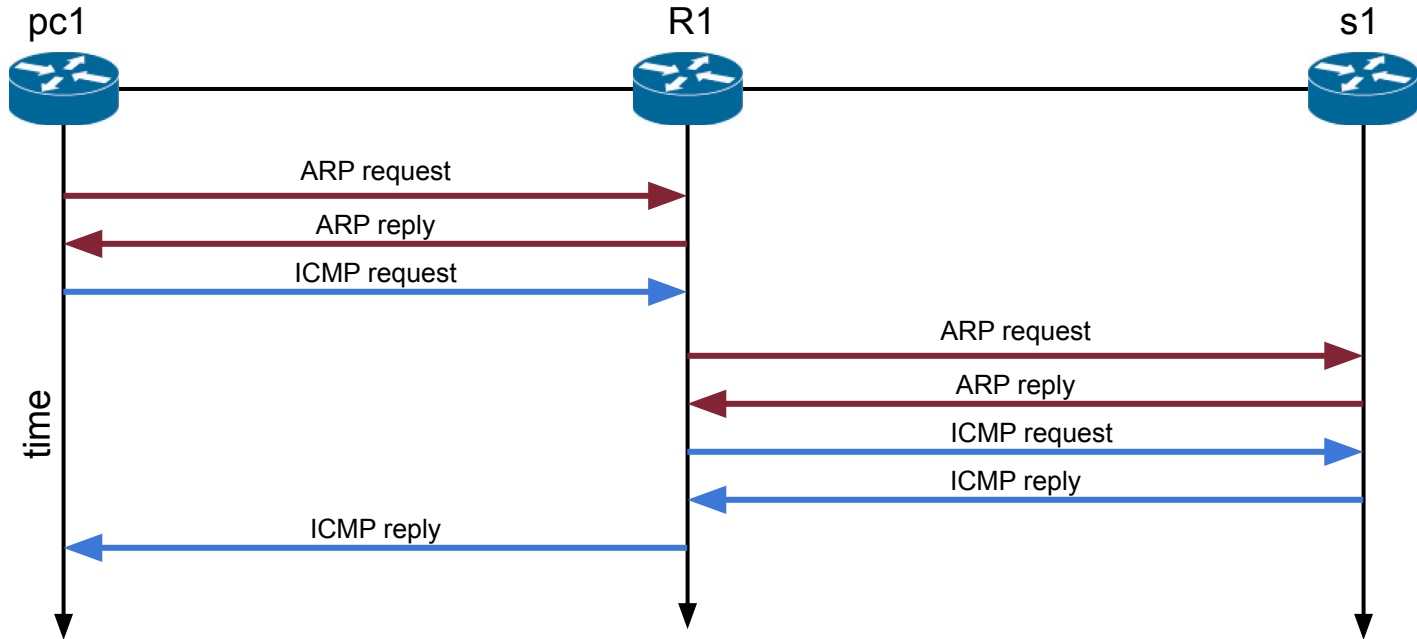 pc1
R1
s1
ARP request
ARP reply
ICMP request
ARP request
ARP reply
ICMP request
ICMP reply
ICMP reply
time